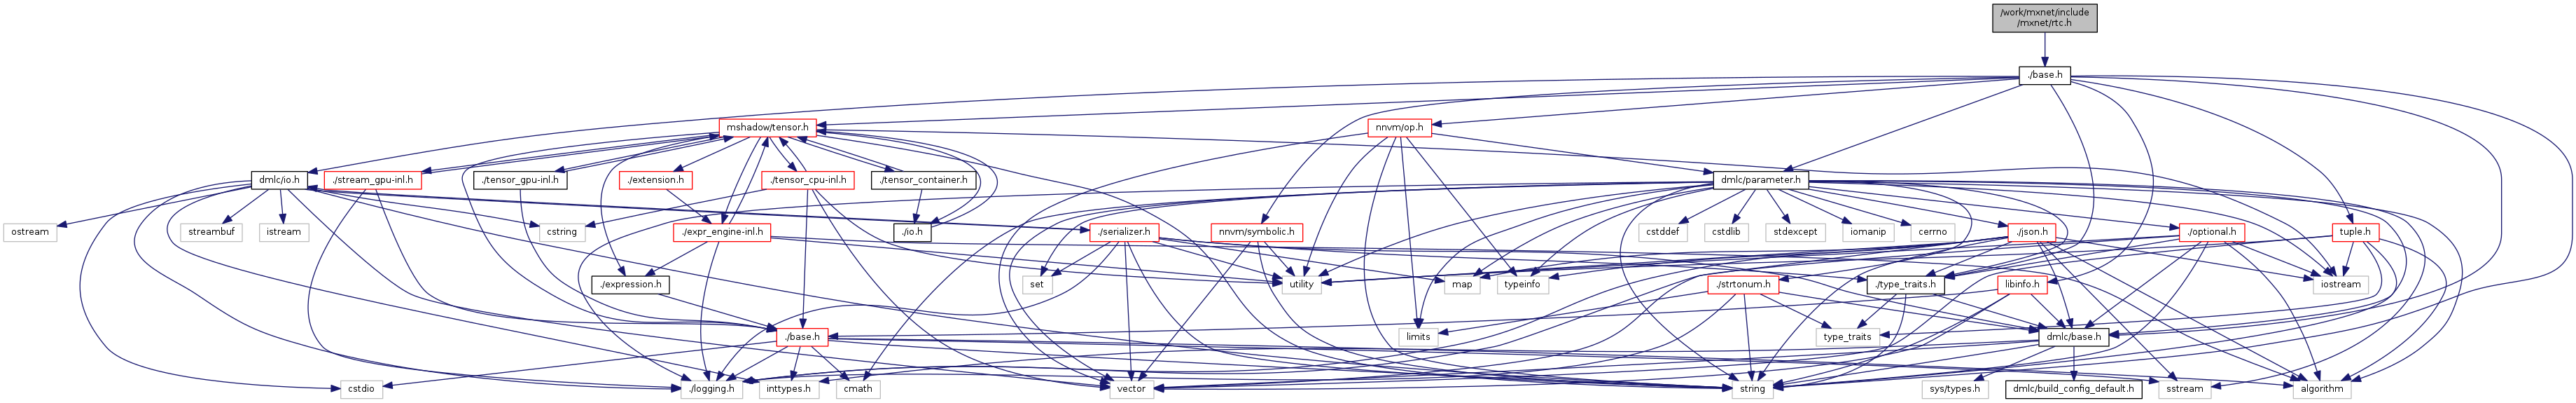 /work/mxnet/include
/mxnet/rtc.h
./base.h
mshadow/tensor.h
nnvm/op.h
dmlc/io.h
./stream_gpu-inl.h
./tensor_gpu-inl.h
./extension.h
./tensor_cpu-inl.h
./tensor_container.h
dmlc/parameter.h
ostream
streambuf
istream
cstring
./expr_engine-inl.h
./io.h
./serializer.h
nnvm/symbolic.h
cstddef
cstdlib
stdexcept
iomanip
cerrno
./json.h
./optional.h
tuple.h
./expression.h
set
utility
map
typeinfo
./strtonum.h
./type_traits.h
libinfo.h
iostream
./base.h
limits
type_traits
dmlc/base.h
cstdio
./logging.h
inttypes.h
cmath
vector
string
sys/types.h
dmlc/build_config_default.h
sstream
algorithm